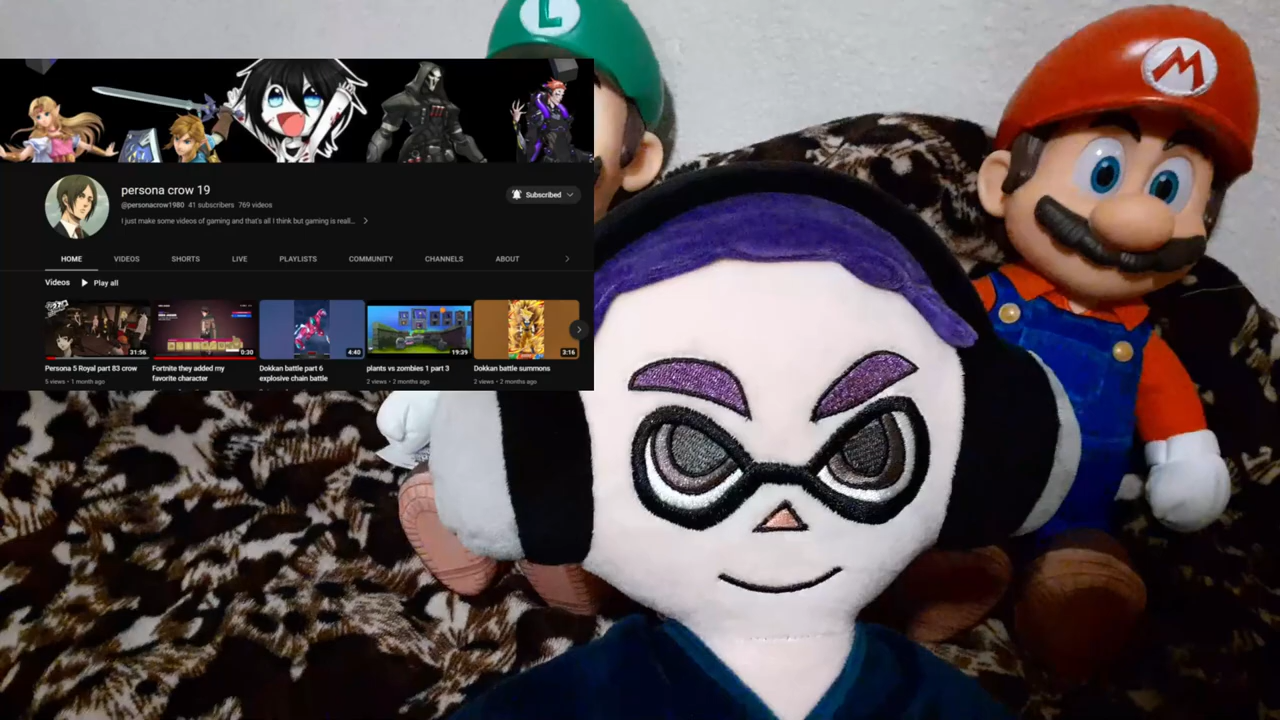 L
M
persona crow 19
@personacrow1980 41 subscribers 769 videos
I just make some videos of gaming and that's all I think but gaming is reall...
Subscribed
HOME VIDEOS SHORTS LIVE PLAYLISTS COMMUNITY CHANNELS ABOUT
Videos Play all
31:56 0:30 4:40 19:39 3:16
Persona 5 Royal part 83 crow
5 views • 1 month ago
Fortnite they added my
favorite character
Dokkan battle part 6
explosive chain battle
plants vs zombies 1 part 3
2 views • 2 months ago
Dokkan battle summons
2 views • 2 months ago